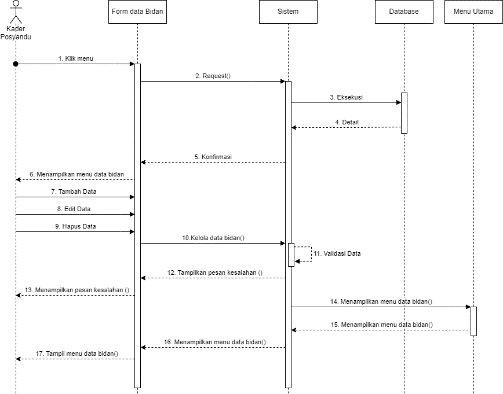 Kader
Posyandu
Form data Bidan
Sistem
Database
Menu Utama
1. Klik menu
2. Request()
3. Eksekusi
4. Detail
5. Konfirmasi
6. Menampilkan menu data bidan
7. Tambah Data
8. Edit Data
9. Hapus Data
10.Kelola data bidan()
11. Validasi Data
12. Tampilkan pesan kesalahan ()
13. Menampilkan pesan kesalahan ()
14. Menampilkan menu data bidan()
15. Menampilkan menu data bidan()
16. Menampilkan menu data bidan()
17. Tampil menu data bidan()